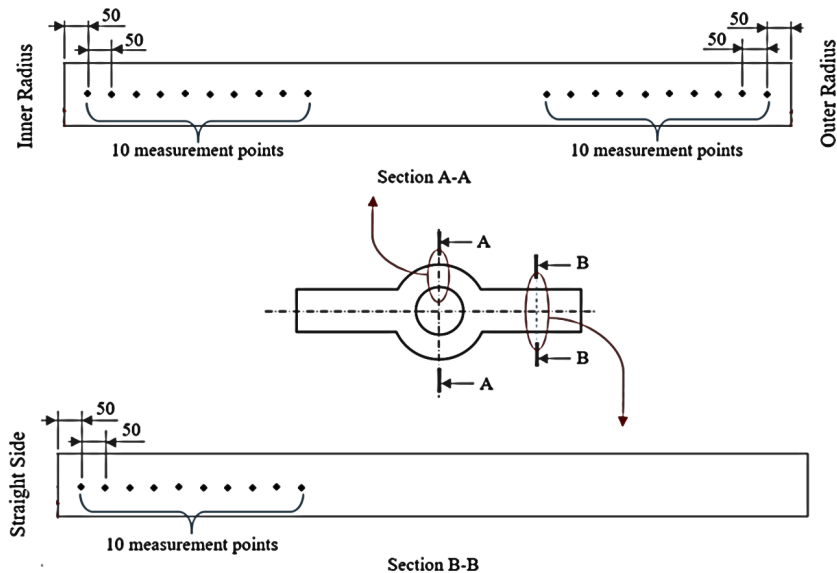 50
50
50
50
Inner Radius
Outer Radius
10 measurement points
10 measurement points
Section A-A
A
B
B
A
50
50
Straight Side
10 measurement points
Section B-B